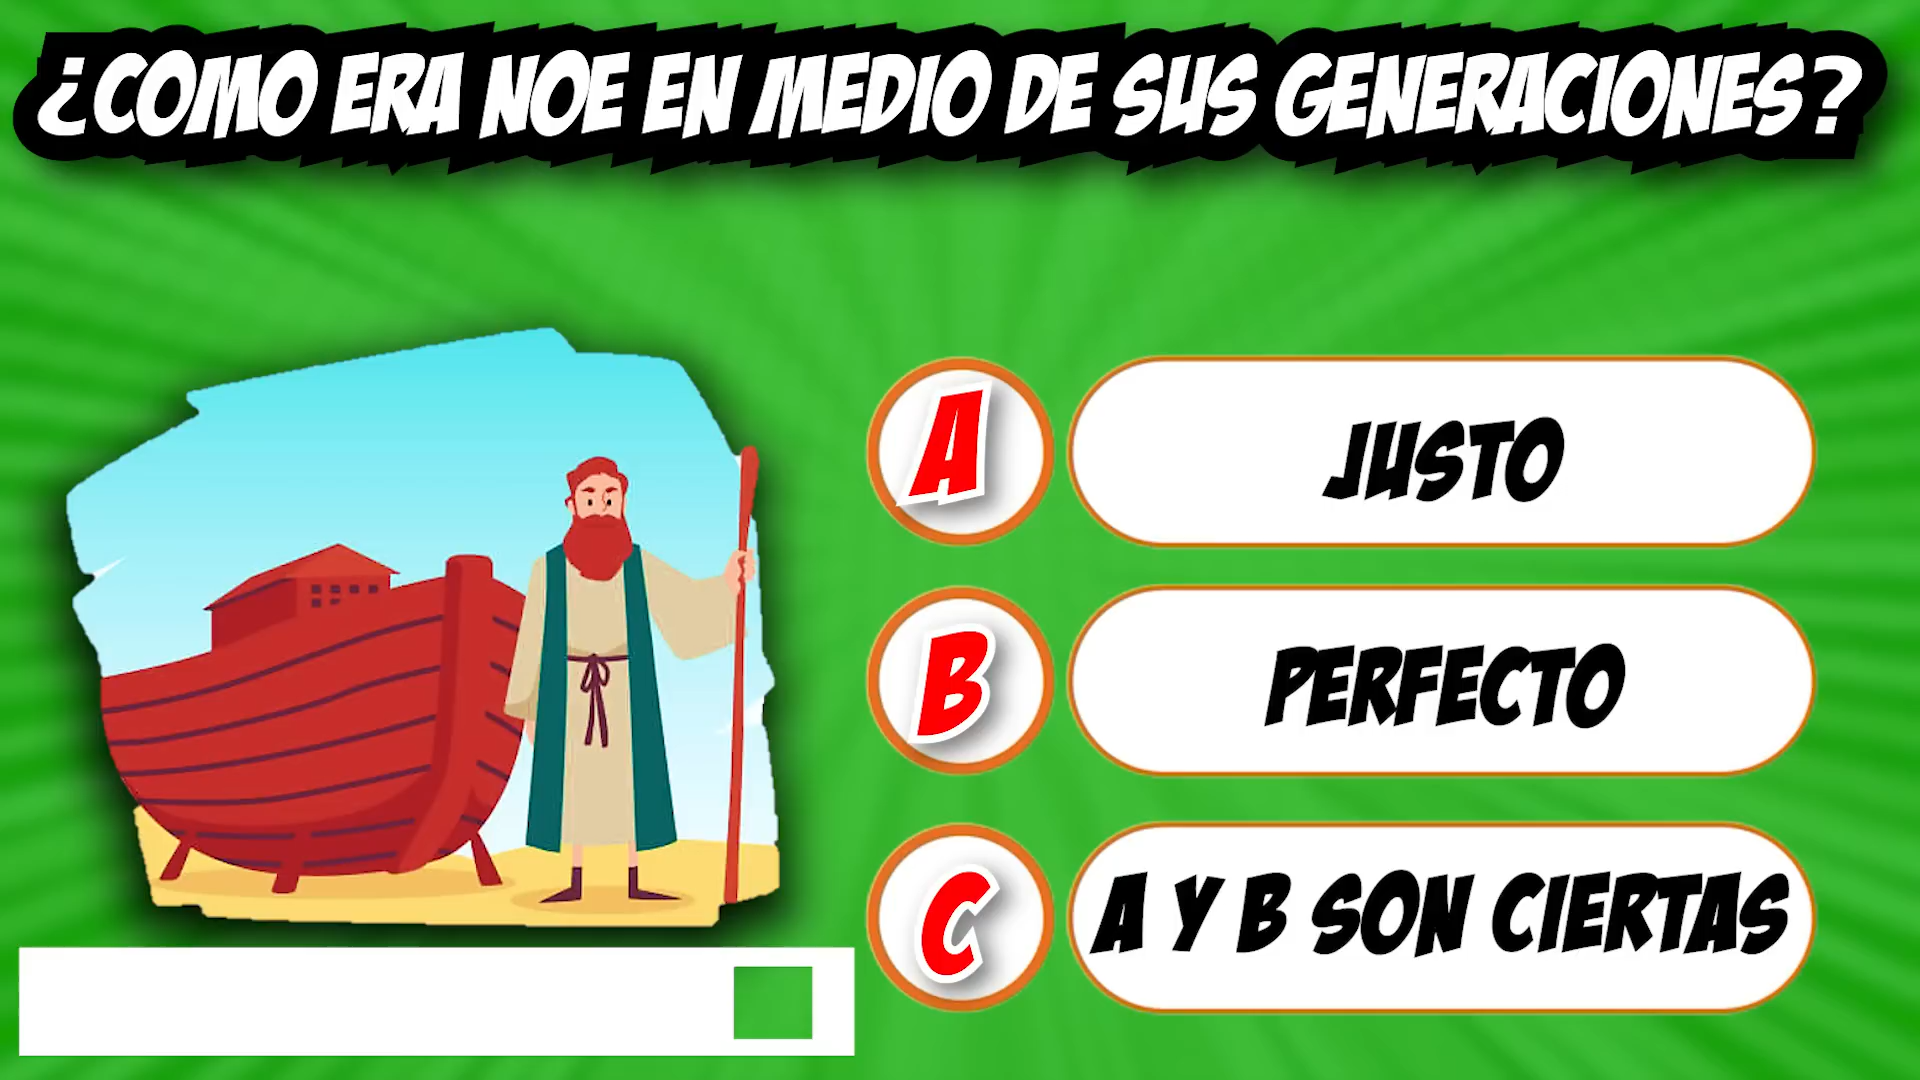 ¿COMO ERA NOE EN MEDIO DE SUS GENERACIONES?
A JUSTO
B PERFECTO
C A Y B SON CIERTAS